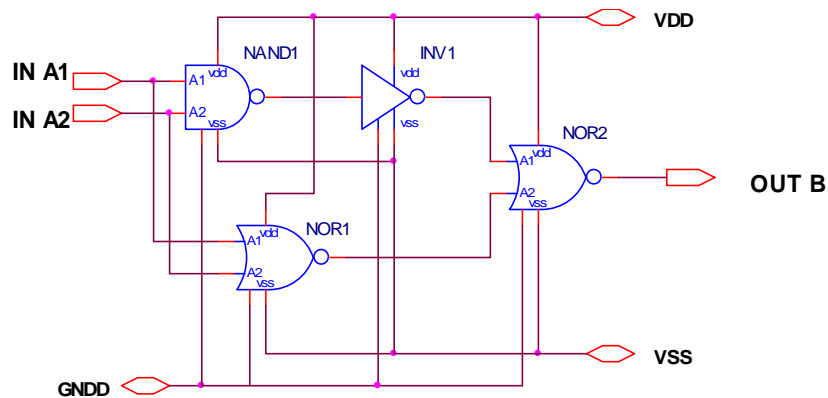 VDD
NAND1
INV1
IN A1
A1
vdd
vdd
IN A2
A2
vss
vss
NOR2
vdd
A1
A2
vss
OUT B
NOR1
A1
vdd
A2
vss
VSS
GNDD